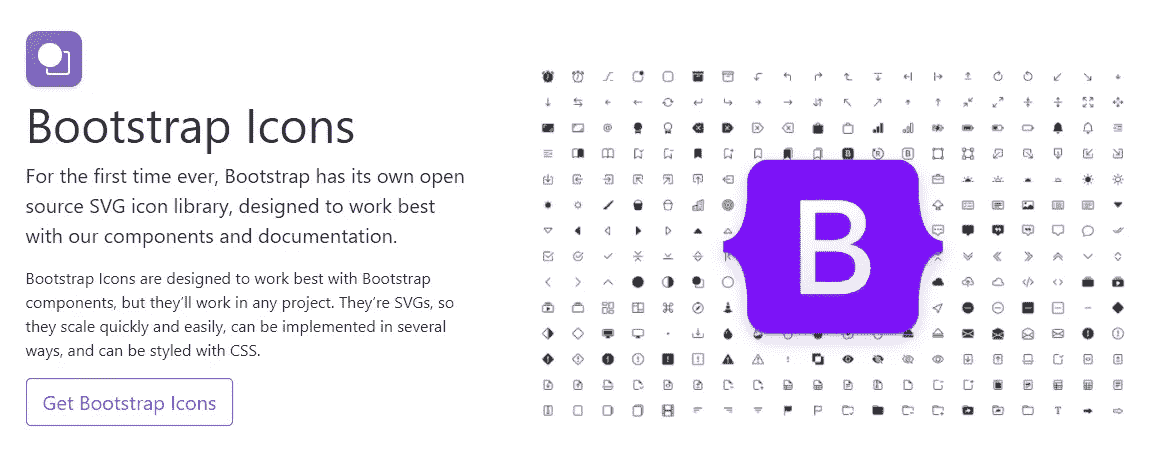 Bootstrap Icons
For the first time ever, Bootstrap has its own open
source SVG icon library, designed to work best
with our components and documentation.
Bootstrap Icons are designed to work best with Bootstrap
components, but they’ll work in any project. They’re SVGs, so
they scale quickly and easily, can be implemented in several
ways, and can be styled with CSS.
Get Bootstrap Icons
B